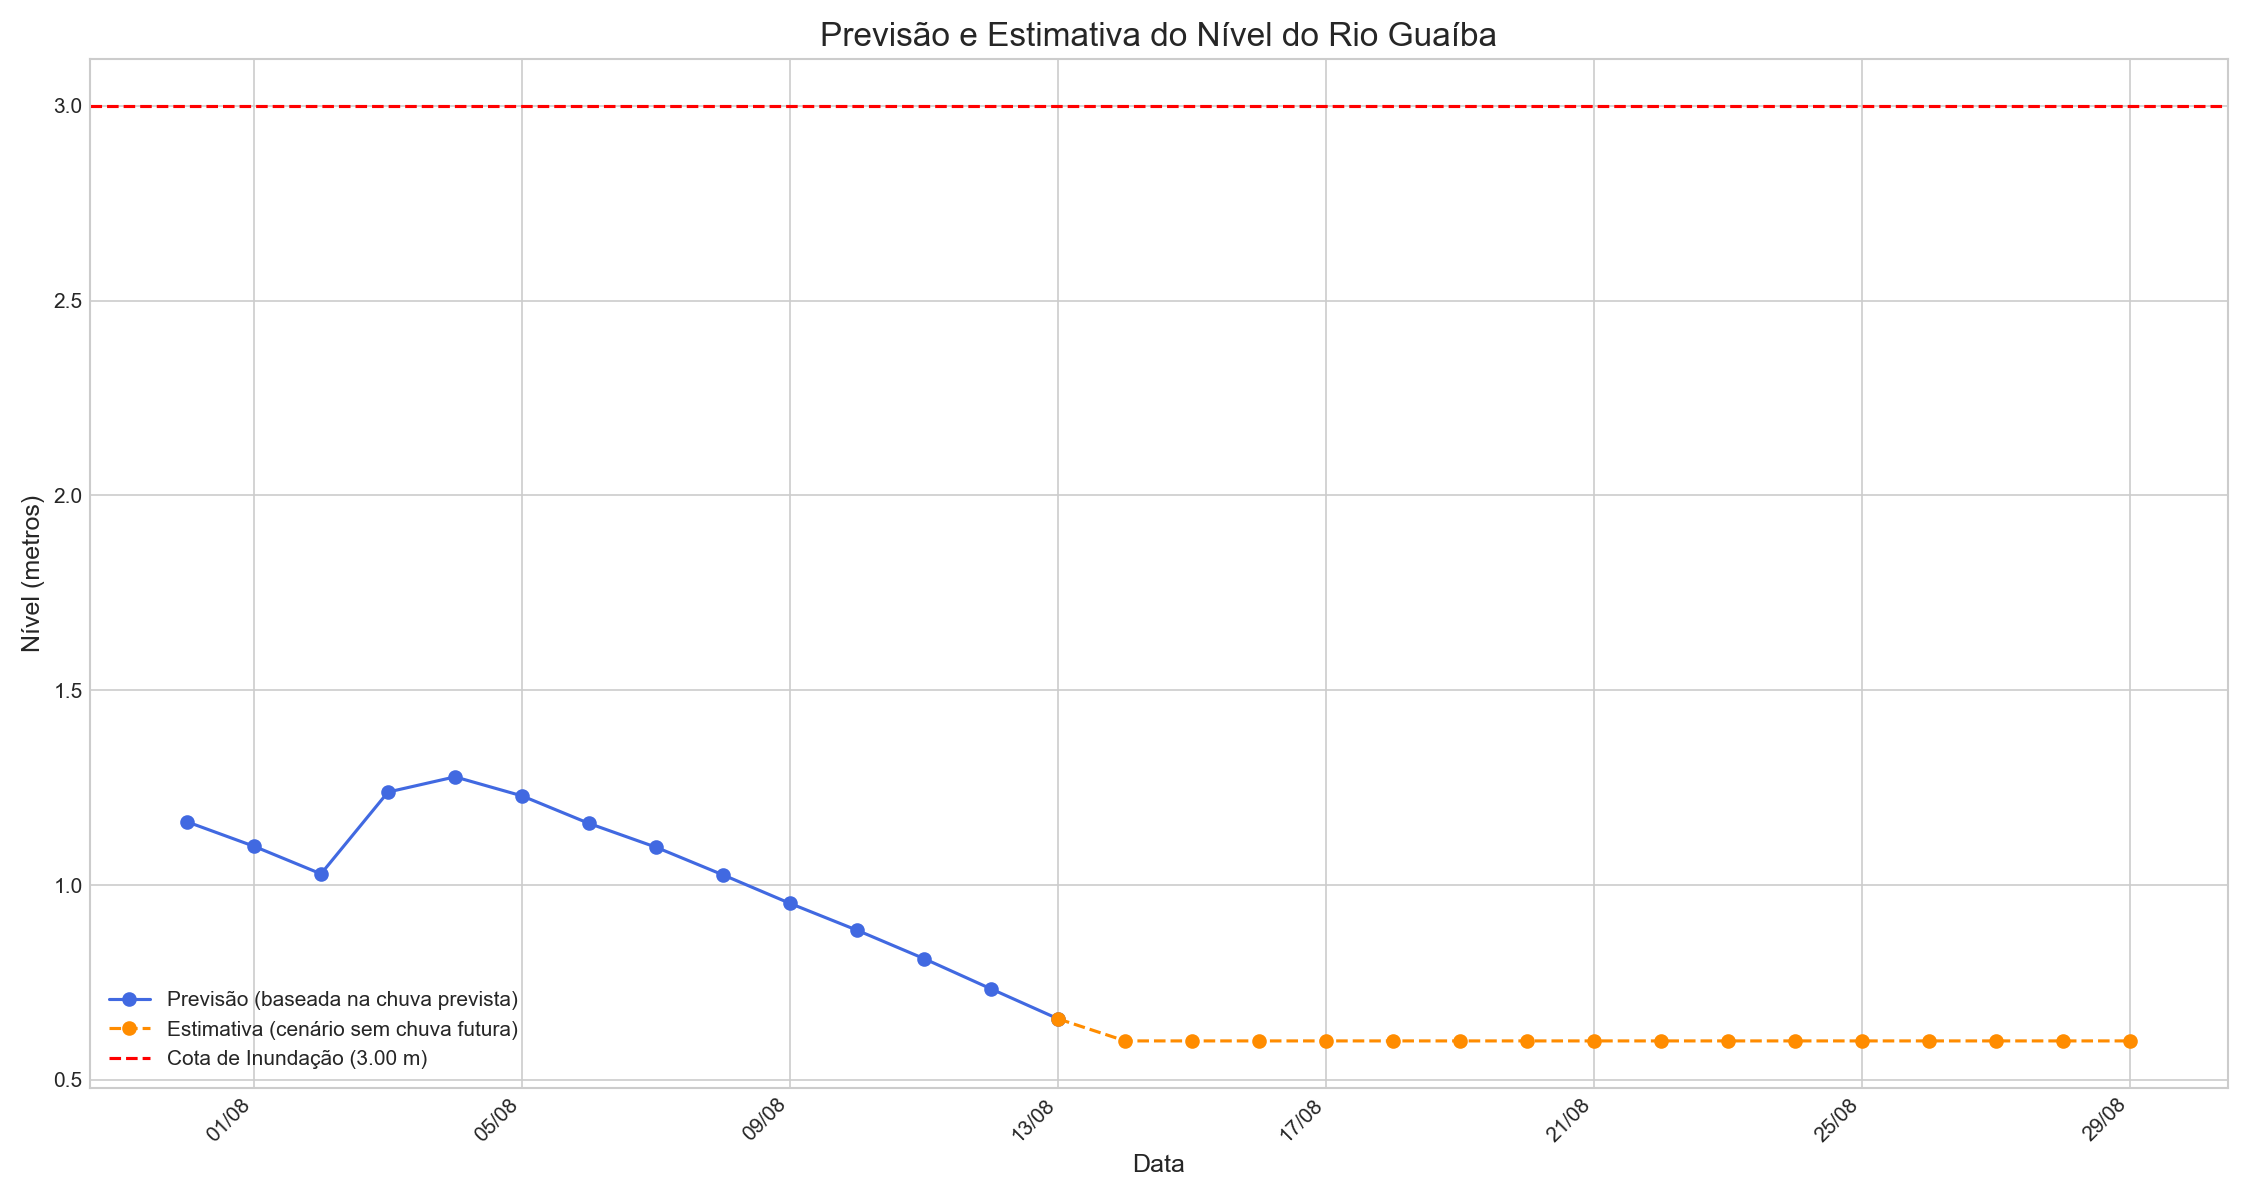 Previsão e Estimativa do Nível do Rio Guaíba
Nível (metros)
3.0
2.5
2.0
1.5
1.0
0.5
Previsão (baseada na chuva prevista)
Estimativa (cenário sem chuva futura)
Cota de Inundação (3.00 m)
01/08
05/08
09/08
13/08
17/08
21/08
25/08
29/08
Data